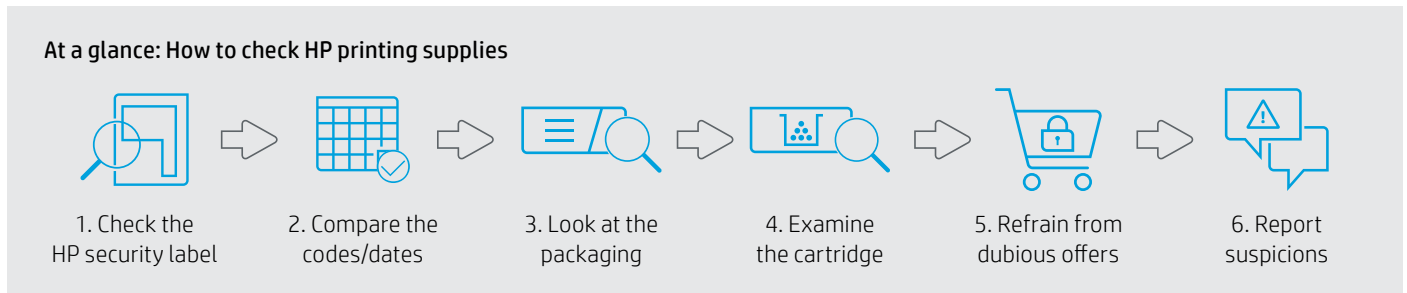 At a glance: How to check HP printing supplies
1. Check the
HP security label
2. Compare the
codes/dates
3. Look at the
packaging
4. Examine
the cartridge
5. Refrain from
dubious offers
6. Report
suspicions